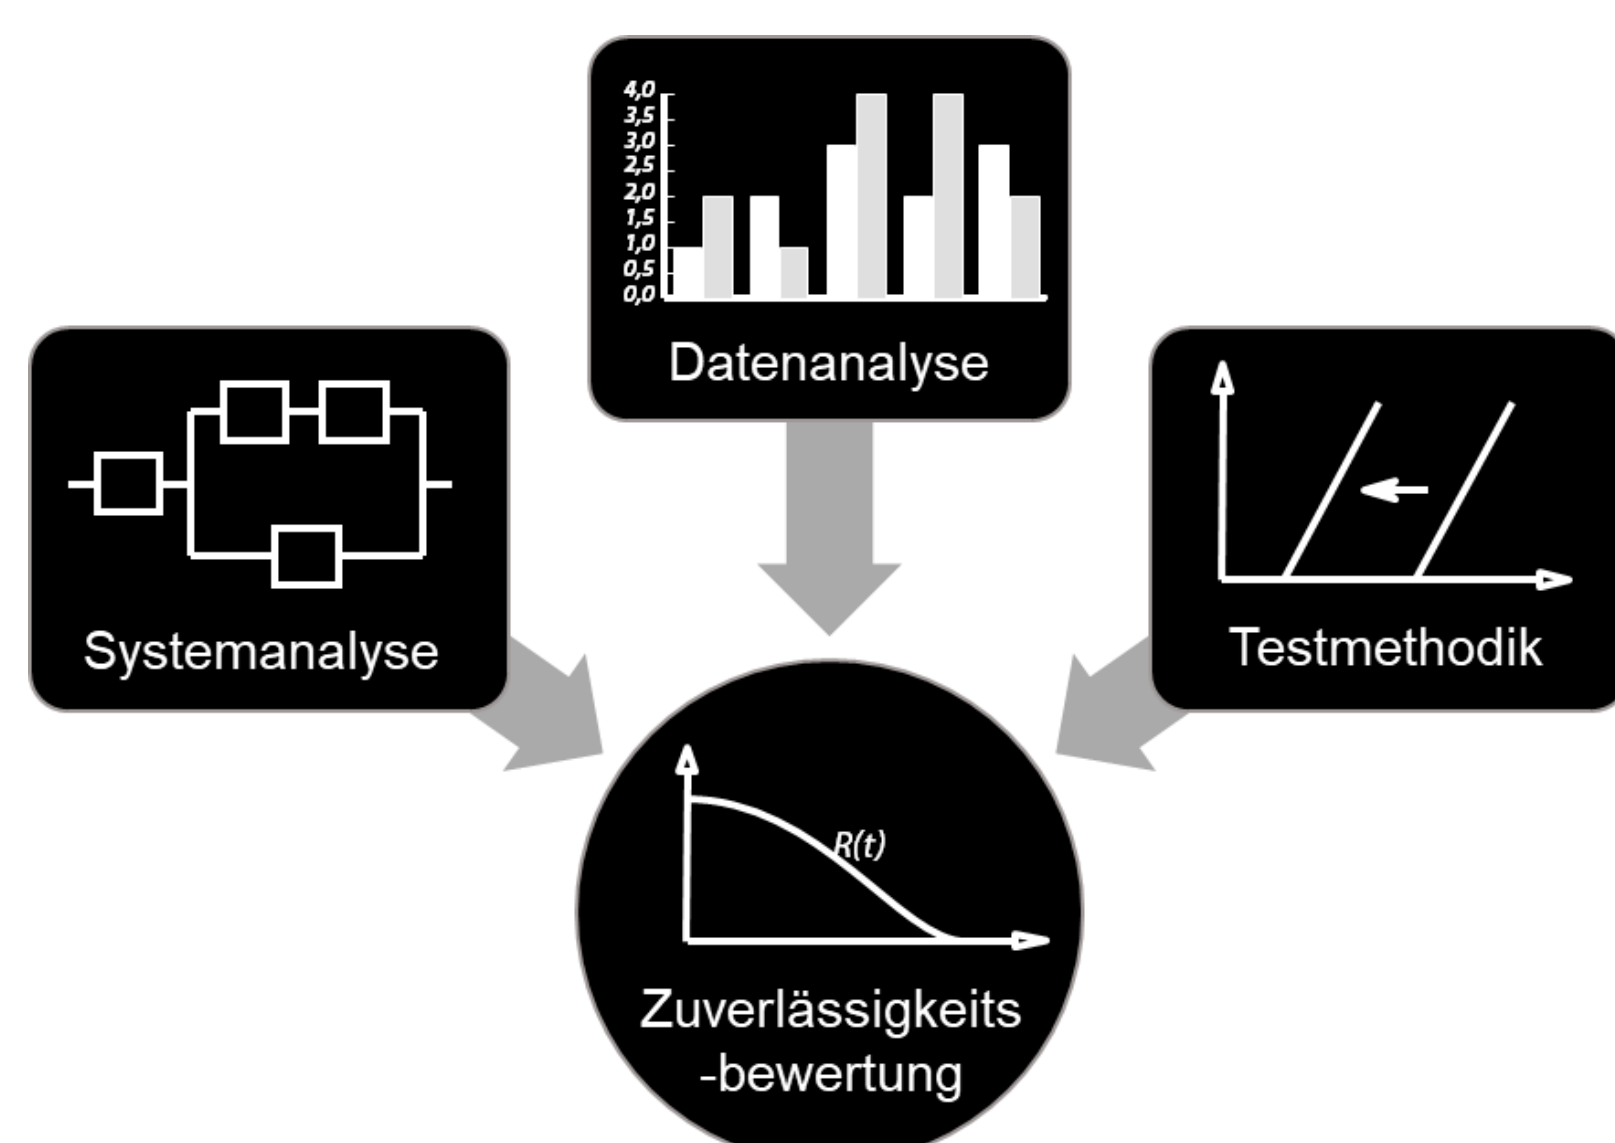 4,0
3,5
3,0
2,5
2,0
1,5
1,0
0,5
0,0
Datenanalyse
Systemanalyse
Testmethodik
R(t)
Zuverlässigkeits
-bewertung